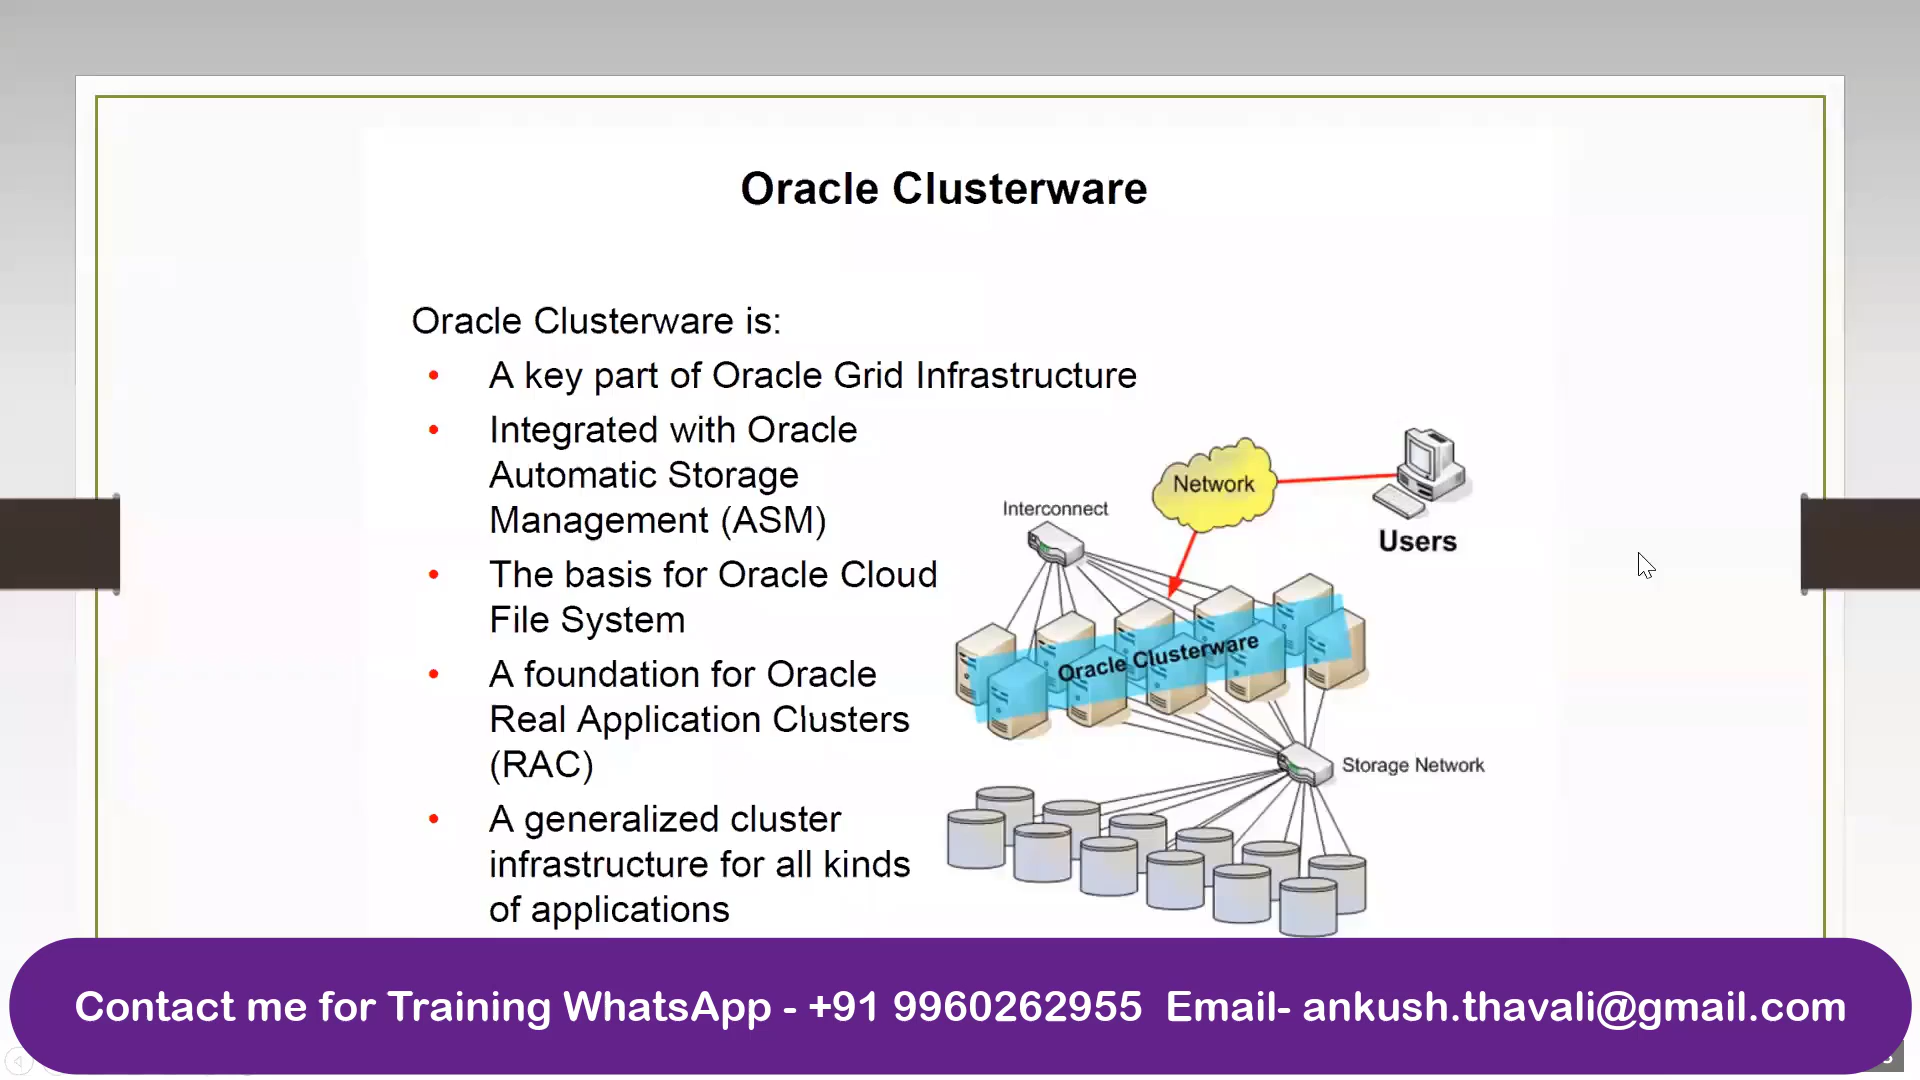 Oracle Clusterware
Oracle Clusterware is:
• A key part of Oracle Grid Infrastructure
• Integrated with Oracle
Automatic Storage
Management (ASM)
• The basis for Oracle Cloud
File System
• A foundation for Oracle
Real Application Clusters
(RAC)
• A generalized cluster
infrastructure for all kinds
of applications
Network
Interconnect
Users
Oracle Clusterware
Storage Network
Contact me for Training WhatsApp - +91 9960262955 Email- ankush.thavali@gmail.com